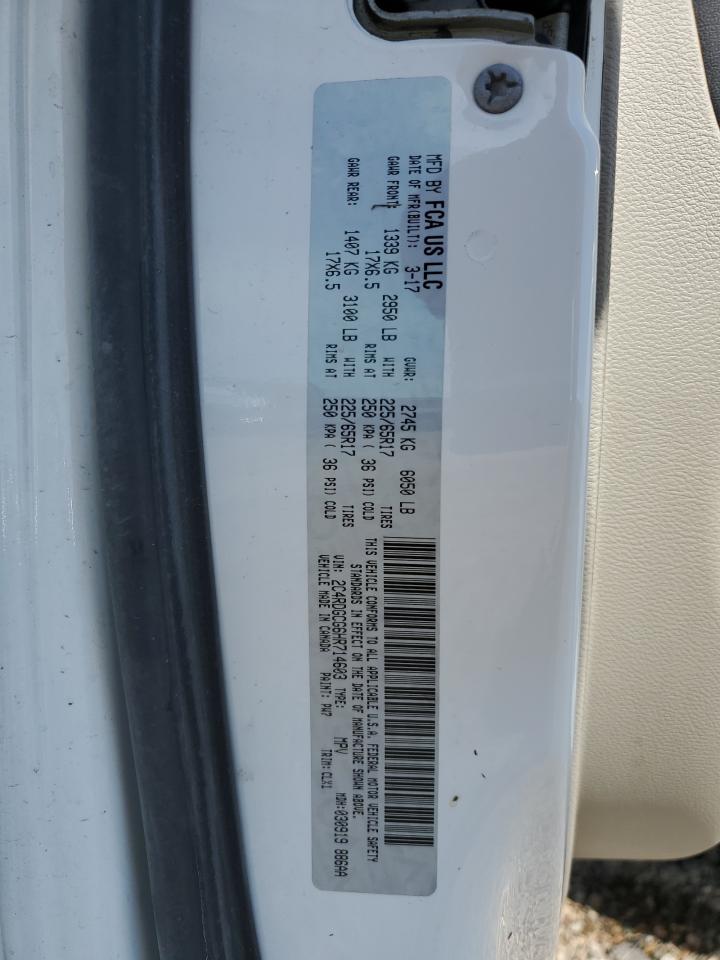 MFD BY FCA US LLC
DATE OF MFR(BUILT): 3-17 GVWR: 2745 KG 6050 LB
GAWR FRONT: 1339 KG 2950 LB WITH 225/65R17 TIRES
17X6.5 RIMS AT 250 KPA ( 36 PSI) COLD
GAWR REAR: 1407 KG 3100 LB WITH 225/65R17 TIRES
17X6.5 RIMS AT 250 KPA ( 36 PSI) COLD
THIS VEHICLE CONFORMS TO ALL APPLICABLE U.S.A. FEDERAL MOTOR VEHICLE SAFETY
STANDARDS IN EFFECT ON THE DATE OF MANUFACTURE SHOWN ABOVE.
VIN: 2C4RDGCG6HR714603 TYPE: MPV MDH:030919 886AA
VEHICLE MADE IN CANADA PAINT: PW7 TRIM:CLX1